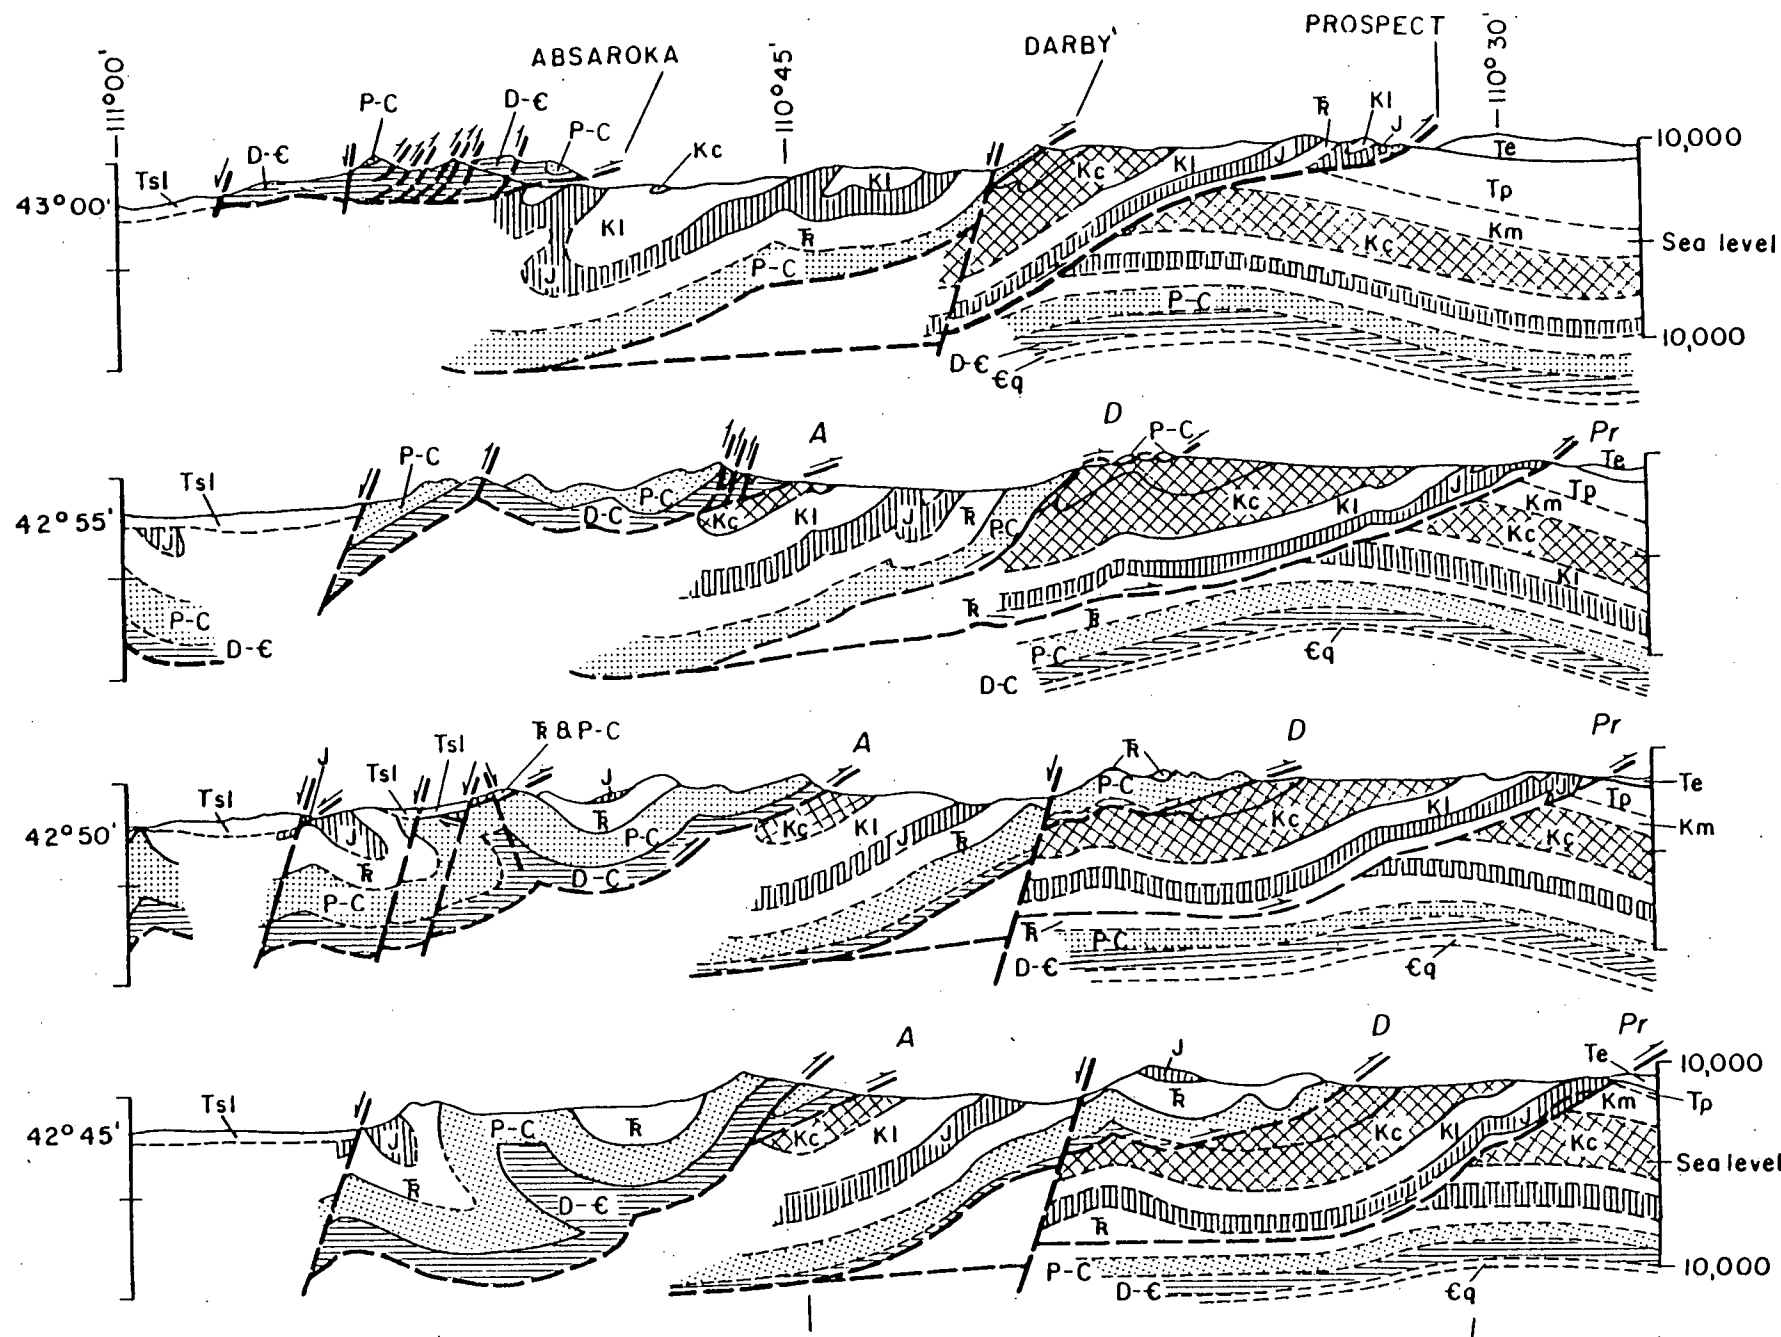 111°00'
ABSAROKA
110°45'
DARBY'
PROSPECT
110°30'
P-C
D-Є
P-C
Kc
TR
Kl
J
10,000
Tsl
D-Є
Kc
Kl
J
Te
43°00'
Kl
Kl
TR
Tp
Km
Kc
Sea level
J
P-C
P-C
10,000
D-Є
Єq
A
D
Pr
P-C
P-C
Te
Tsl
P-C
Tp
42°55'
J
D-C
Kc
Kl
J
TR
PC
Kc
Kl
J
Km
Kc
Kl
P-C
TR
TR
D-Є
P-C
Єq
D-C
TR & P-C
A
D
Pr
J
Tsl
Tsl
J
TR
P-C
Te
Tsl
Tp
42°50'
J
TR
P-C
Kc
Kl
J
TR
Kc
Kl
J
Km
Kc
TR
D-C
P-C
TR
P-C
D-Є
Єq
A
D
Pr
J
Te
10,000
Tsl
TR
Km
Tp
42°45'
J
P-C
TR
Kc
Kl
J
Kc
Kl
J
Kc
Sea level
TR
D-Є
TR
P-C
D-Є
Єq
10,000